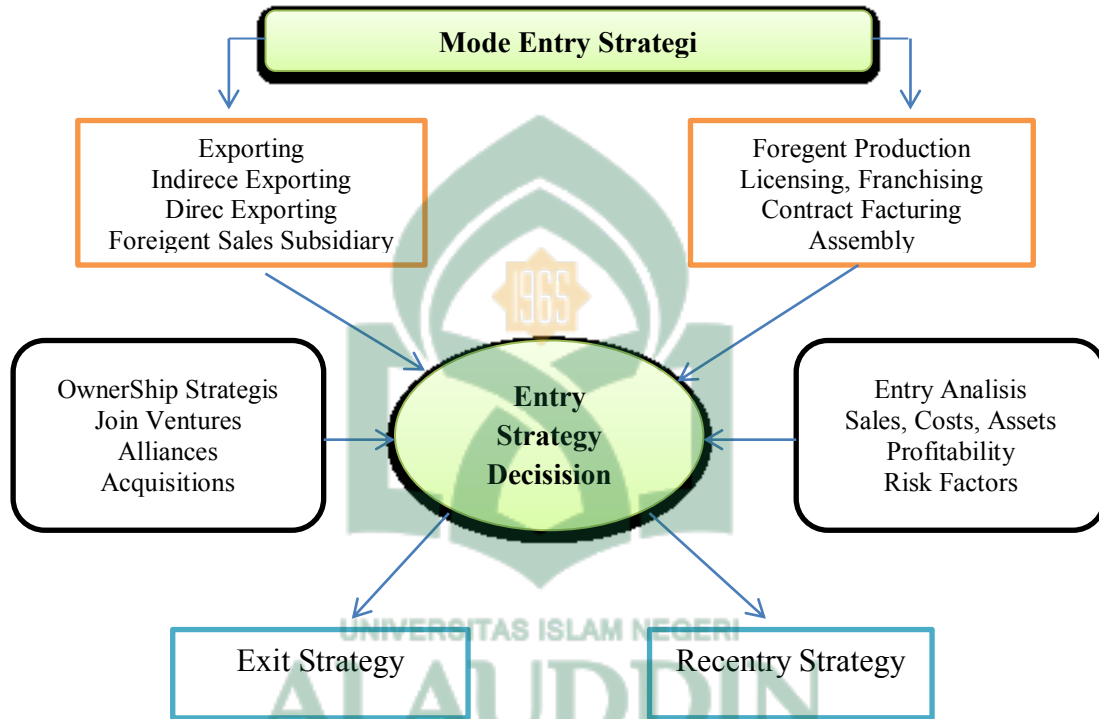 Mode Entry Strategi
Exporting
Indirece Exporting
Direc Exporting
Foreigent Sales Subsidiary
Foregent Production
Licensing, Franchising
Contract Facturing
Assembly
1965
OwnerShip Strategis
Join Ventures
Alliances
Acquisitions
Entry
Strategy
Decisision
Entry Analisis
Sales, Costs, Assets
Profitability
Risk Factors
UNIVERSITAS ISLAM NEGERI
Exit Strategy
Recentry Strategy
ALAUDDIN